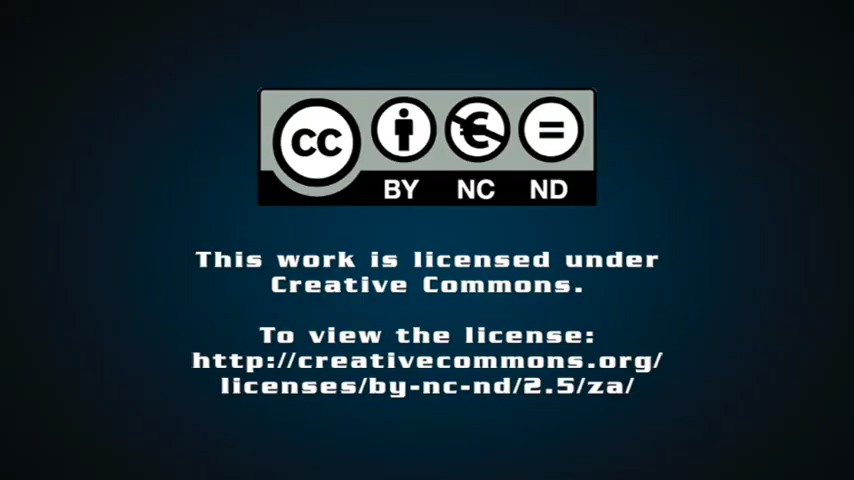 CC
BY NC ND
This work is licensed under
Creative Commons.
To view the license:
http://creativecommons.org/
licenses/by-nc-nd/2.5/za/